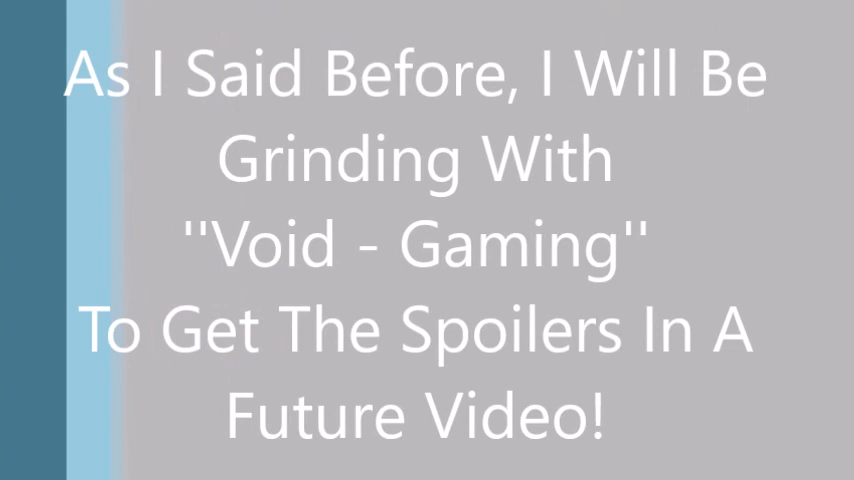 As I Said Before, I Will Be
Grinding With
"Void - Gaming"
To Get The Spoilers In A
Future Video!